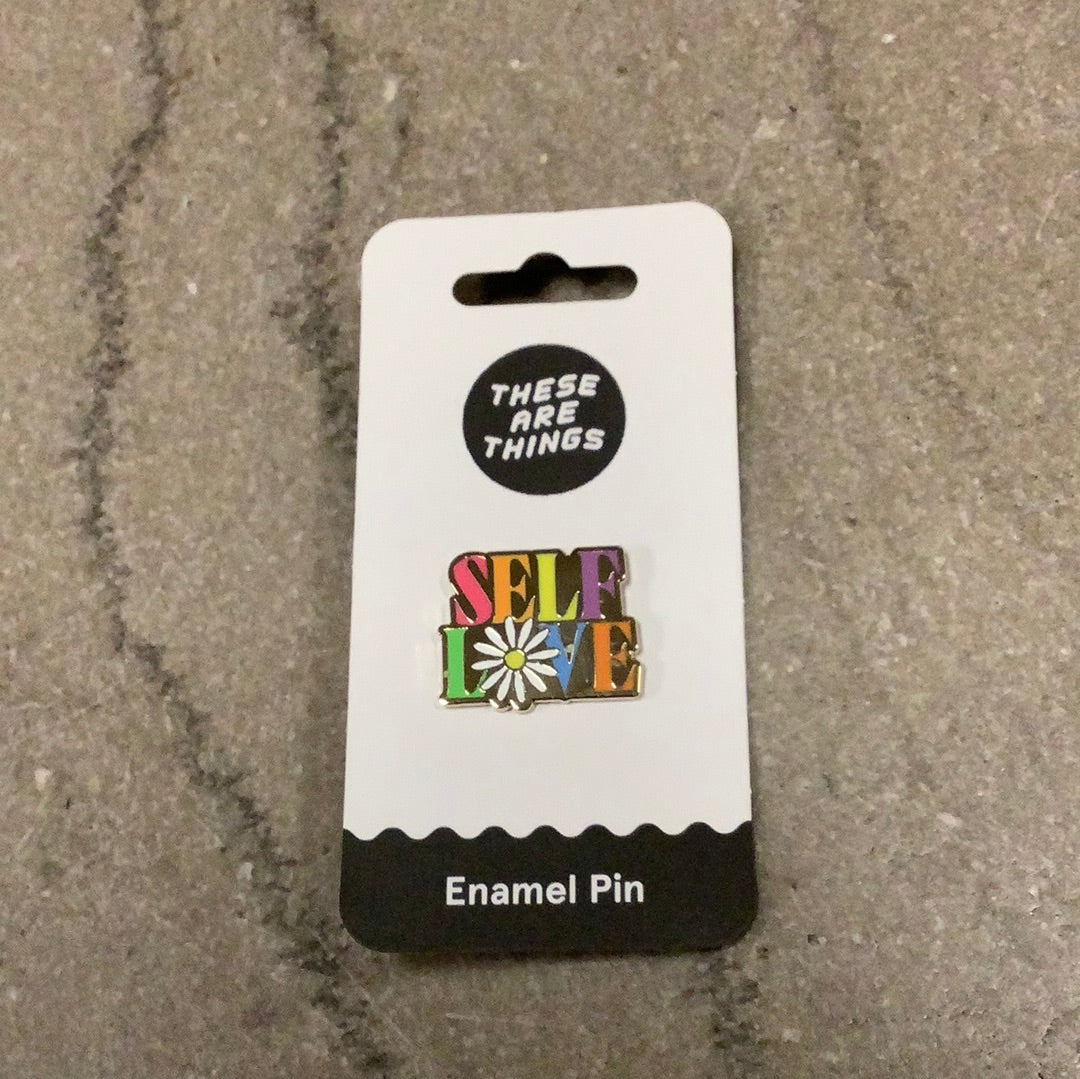 THESE
ARE
THINGS
SELF
LOVE
Enamel Pin